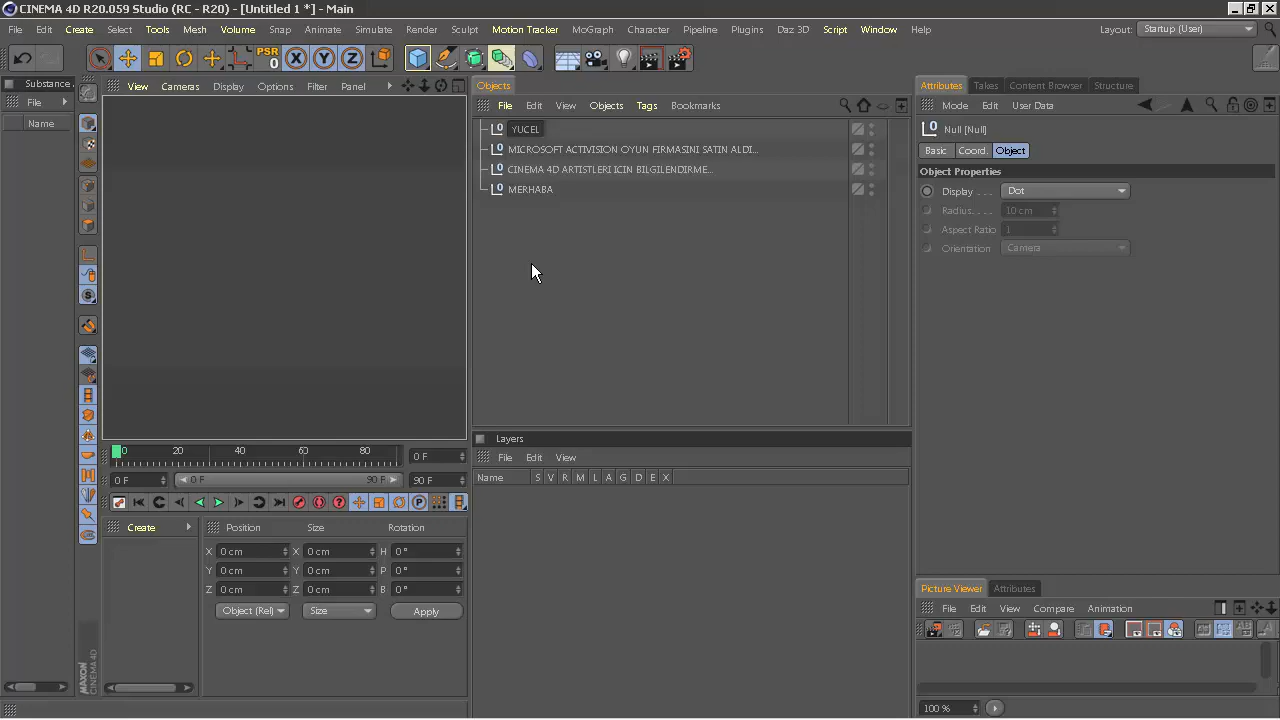 CINEMA 4D R20.059 Studio (RC - R20) - [Untitled 1 *] - Main
File Edit Create Select Tools Mesh Volume Snap Animate Simulate Render Sculpt Motion Tracker MoGraph Character Pipeline Plugins Daz 3D Script Window Help Layout: Startup (User)
PSR
0
X Y Z
Substance
File
Name
View Cameras Display Options Filter Panel
Objects
File Edit View Objects Tags Bookmarks
YUCEL
MICROSOFT ACTIVISION OYUN FIRMASINI SATIN ALDI...
CINEMA 4D ARTISTLERI ICIN BILGILENDIRME...
MERHABA
Attributes Takes Content Browser Structure
Mode Edit User Data
Null [Null]
Basic Coord. Object
Object Properties
Display . . . . Dot
Radius. . . . . 10 cm
Aspect Ratio 1
Orientation Camera
0 20 40 60 80 0 F
0 F 0 F 90 F 90 F
Layers
File Edit View
Name S V R M L A G D E X
Create
Position Size Rotation
X 0 cm X 0 cm H 0 °
Y 0 cm Y 0 cm P 0 °
Z 0 cm Z 0 cm B 0 °
Object (Rel) Size Apply
MAXON
CINEMA 4D
Picture Viewer Attributes
File Edit View Compare Animation
100 %